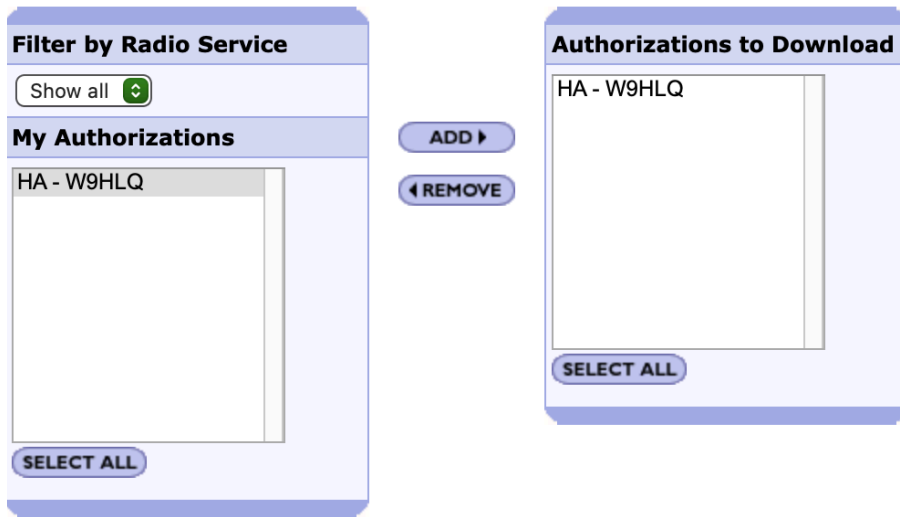 Filter by Radio Service
Show all
My Authorizations
HA - W9HLQ
SELECT ALL
ADD
REMOVE
Authorizations to Download
HA - W9HLQ
SELECT ALL